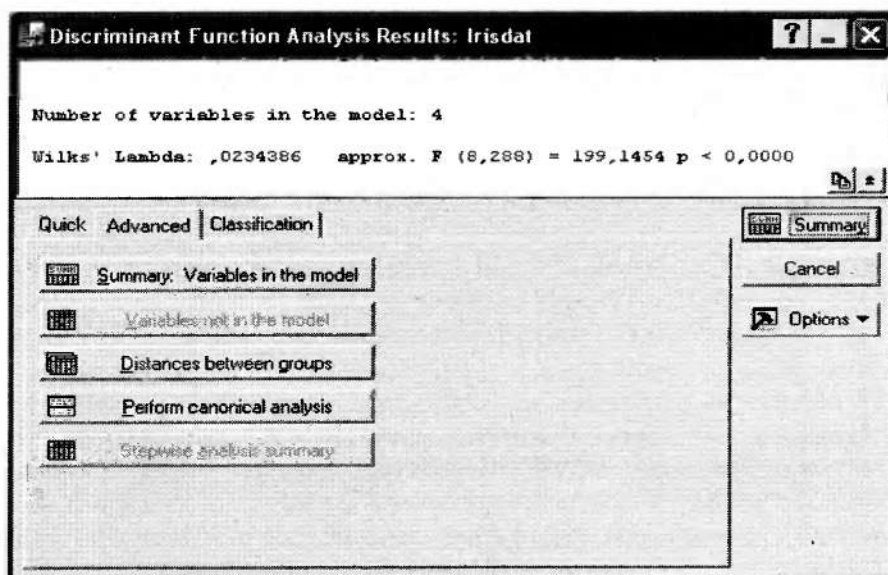 Discriminant Function Analysis Results: Irisdat
Number of variables in the model: 4
Wilks' Lambda: ,0234386 approx. F (8,288) = 199,1454 p < 0,0000
Quick Advanced Classification
Summary: Variables in the model
Variables not in the model
Distances between groups
Perform canonical analysis
Stepwise analysis summary
Summary
Cancel
Options